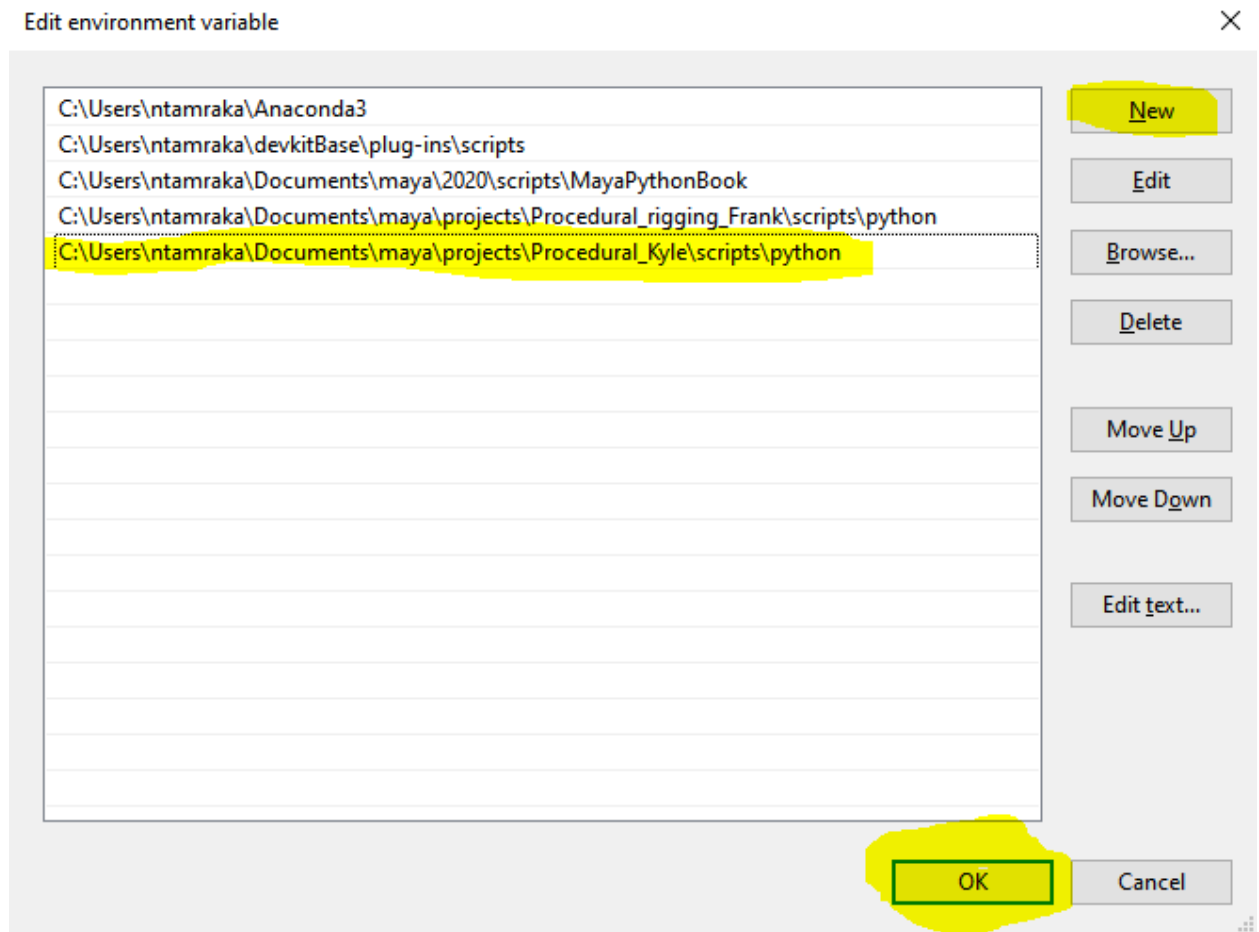 Edit environment variable
C:\Users\ntamraka\Anaconda3
C:\Users\ntamraka\devkitBase\plug-ins\scripts
C:\Users\ntamraka\Documents\maya\2020\scripts\MayaPythonBook
C:\Users\ntamraka\Documents\maya\projects\Procedural_rigging_Frank\scripts\python
C:\Users\ntamraka\Documents\maya\projects\Procedural_Kyle\scripts\python
New
Edit
Browse...
Delete
Move Up
Move Down
Edit text...
OK
Cancel